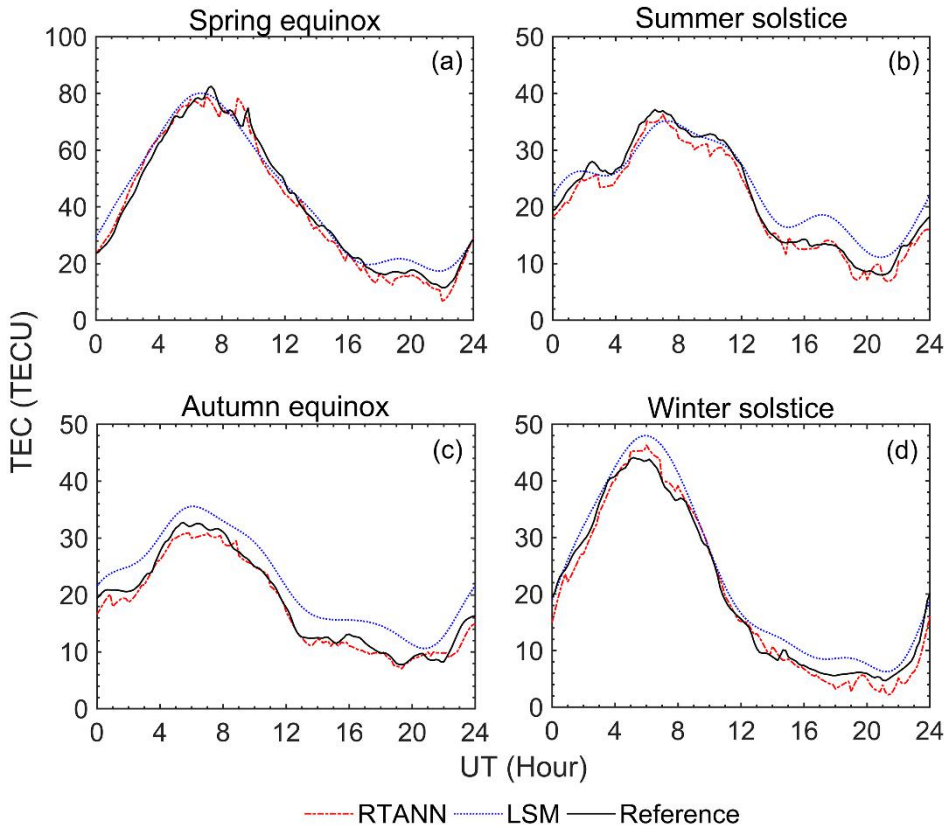 Spring equinox
Summer solstice
100
80
60
40
20
0
(a)
0 4 8 12 16 20 24
50
40
30
20
10
0
(b)
0 4 8 12 16 20 24
TEC (TECU)
Autumn equinox
Winter solstice
50
40
30
20
10
0
(c)
0 4 8 12 16 20 24
50
40
30
20
10
0
(d)
0 4 8 12 16 20 24
UT (Hour)
RTANN LSM Reference